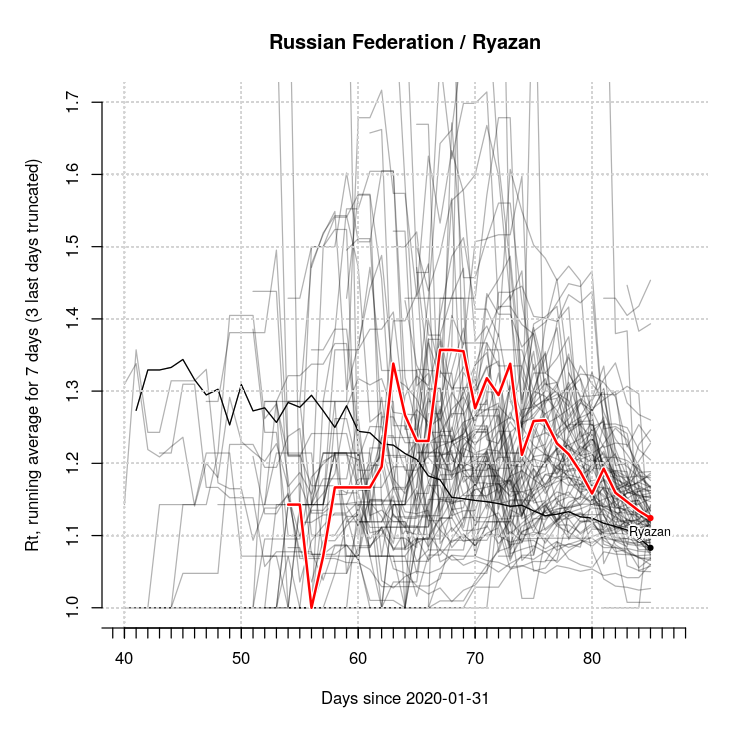 Russian Federation / Ryazan
Rt, running average for 7 days (3 last days truncated)
1.7
1.6
1.5
1.4
1.3
1.2
1.1
1.0
Ryazan
40 50 60 70 80
Days since 2020-01-31